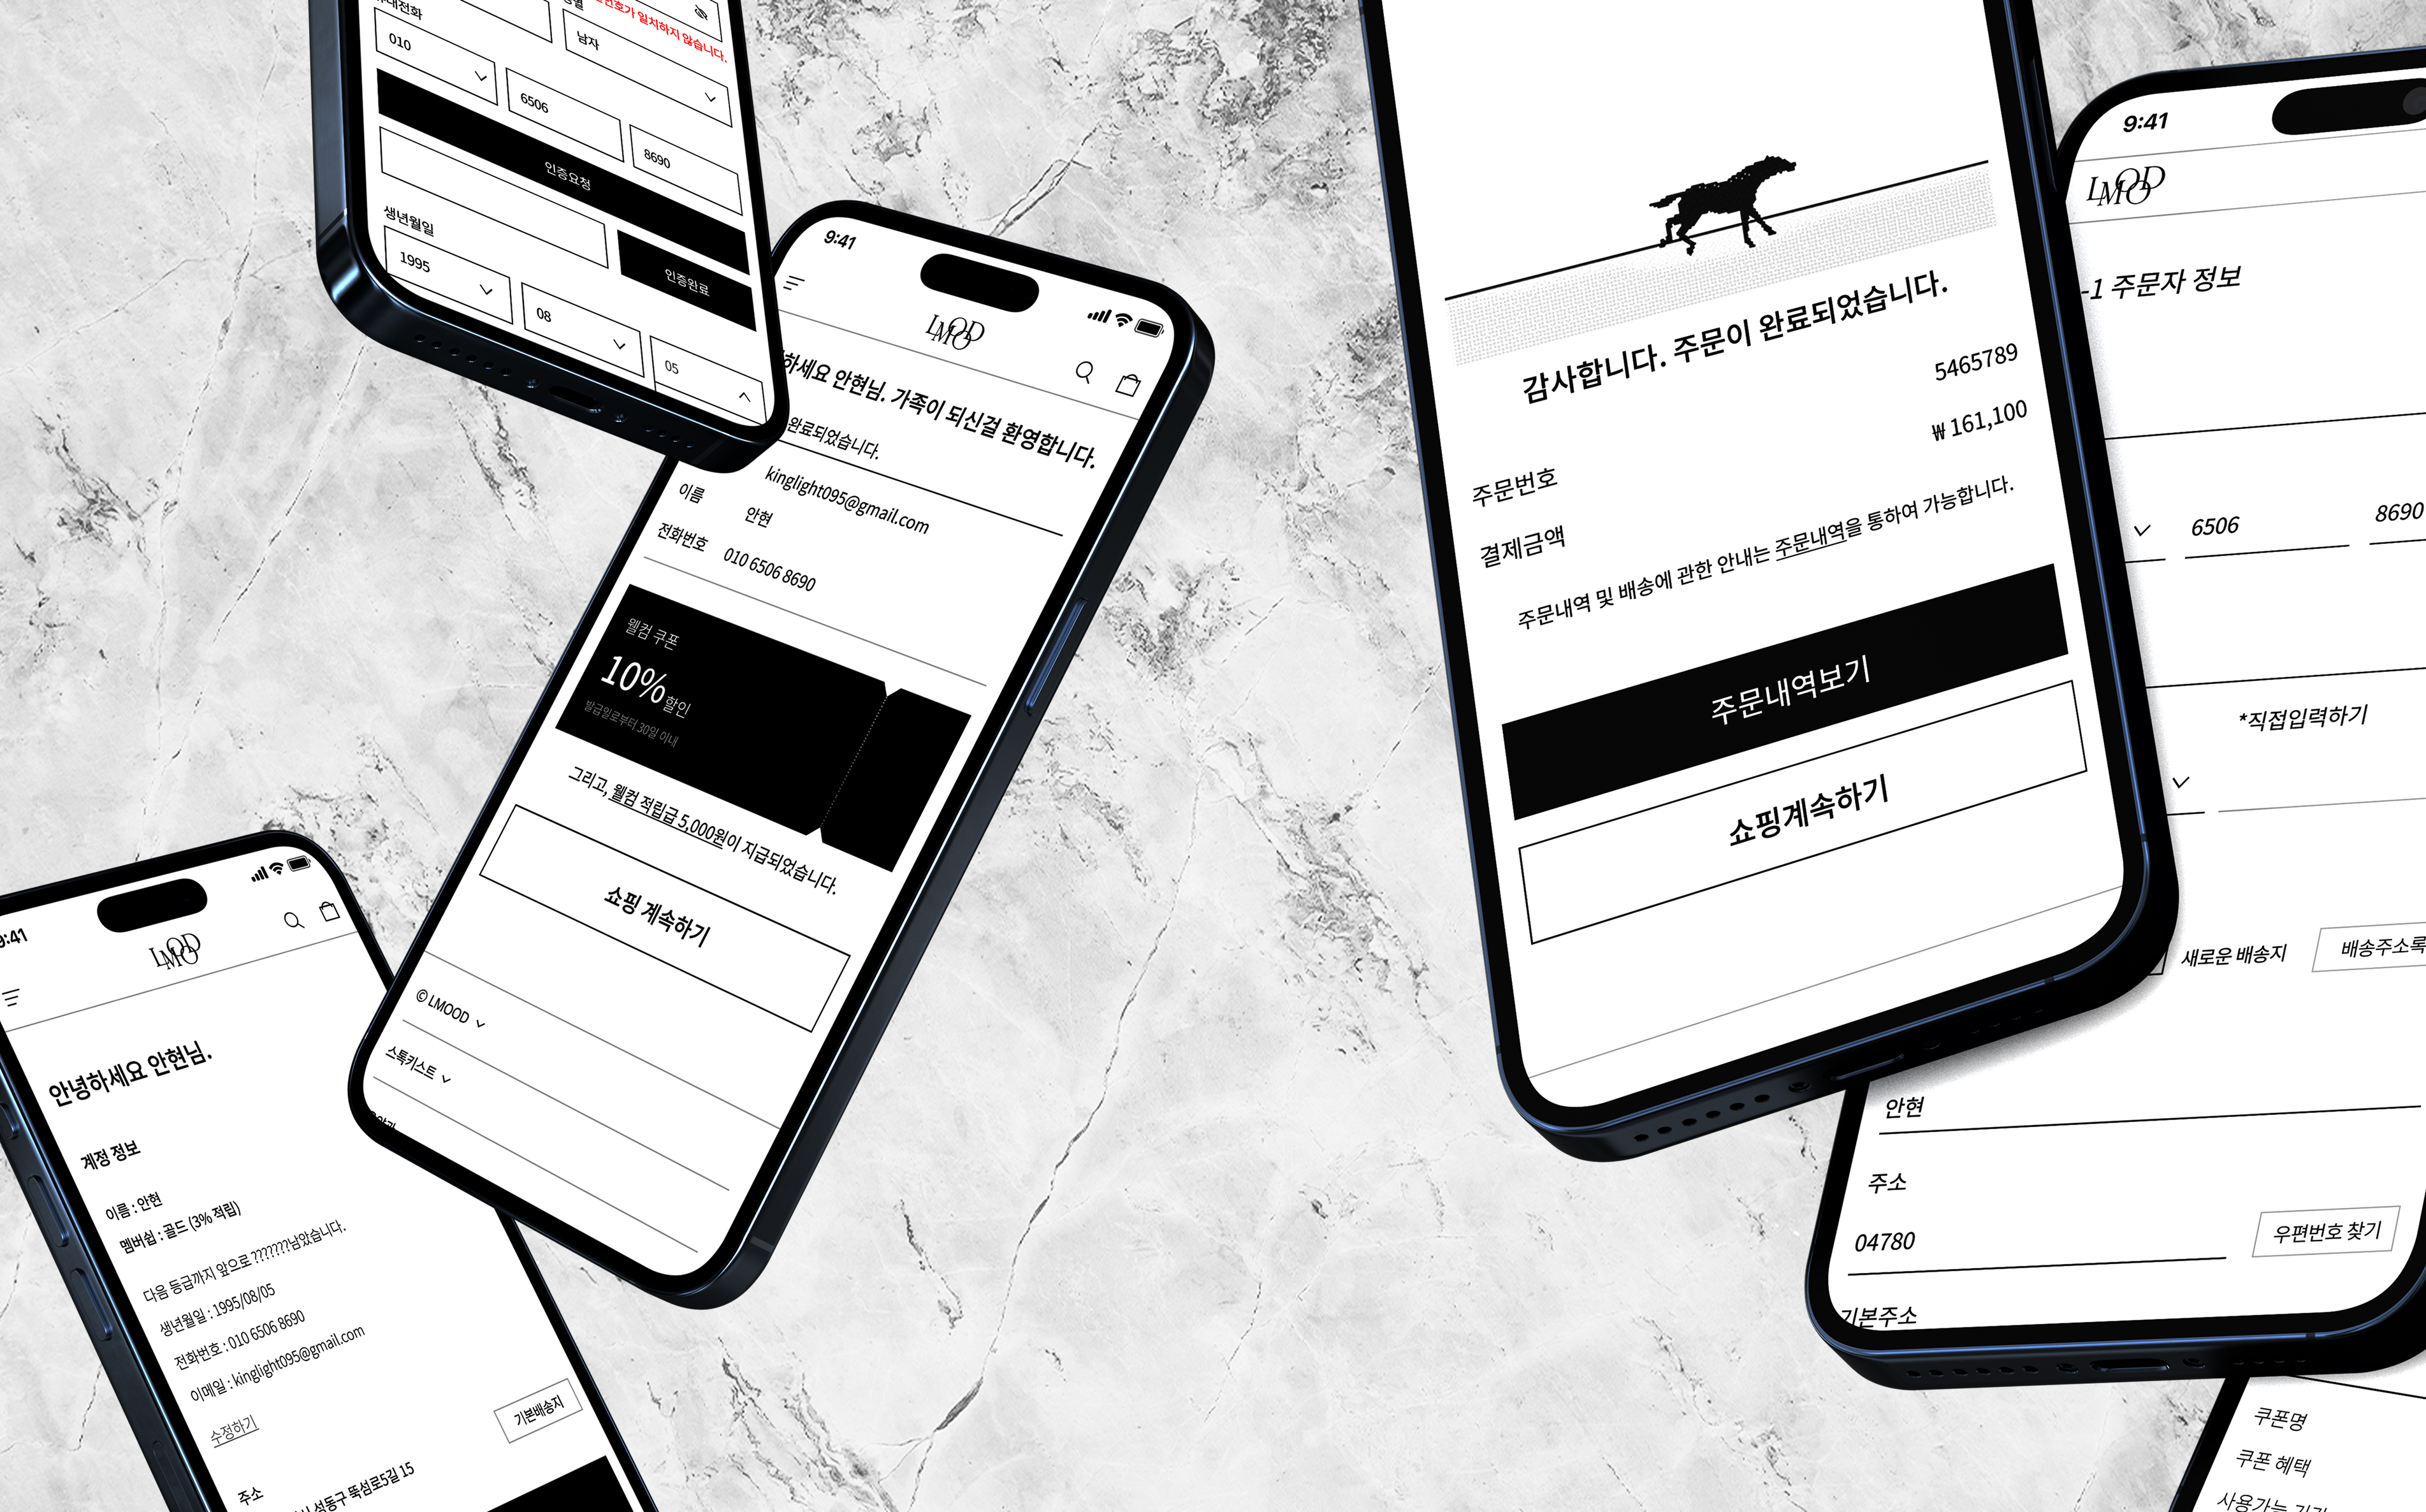 번호가 일치하지 않습니다.
남자
010
6506
8690
인증요청
인증완료
생년월일
1995
08
05
9:41
LMOOD
안현님. 가족이 되신걸 환영합니다.
완료되었습니다.
kinglight095@gmail.com
이름
안현
전화번호
010 6506 8690
웰컴 쿠폰
10%할인
발급일로부터 30일 이내
그리고, 웰컴 적립급 5,000원이 지급되었습니다.
쇼핑 계속하기
© LMOOD
스톡키스트
9:41
LMOOD
안녕하세요 안현님.
계정 정보
이름 : 안현
멤버쉽 : 골드 (3% 적립)
다음 등급까지 앞으로 ???????남았습니다.
생년월일 : 1995/08/05
전화번호 : 010 6506 8690
이메일 : kinglight095@gmail.com
수정하기
기본배송지
주소
성동구 뚝섬로5길 15
감사합니다. 주문이 완료되었습니다.
5465789
₩ 161,100
주문번호
결제금액
주문내역 및 배송에 관한 안내는 주문내역을 통하여 가능합니다.
주문내역보기
쇼핑계속하기
9:41
LMOOD
-1 주문자 정보
6506
8690
*직접입력하기
새로운 배송지
배송주소록
안현
주소
04780
우편번호 찾기
기본주소
쿠폰명
쿠폰 혜택
사용가능